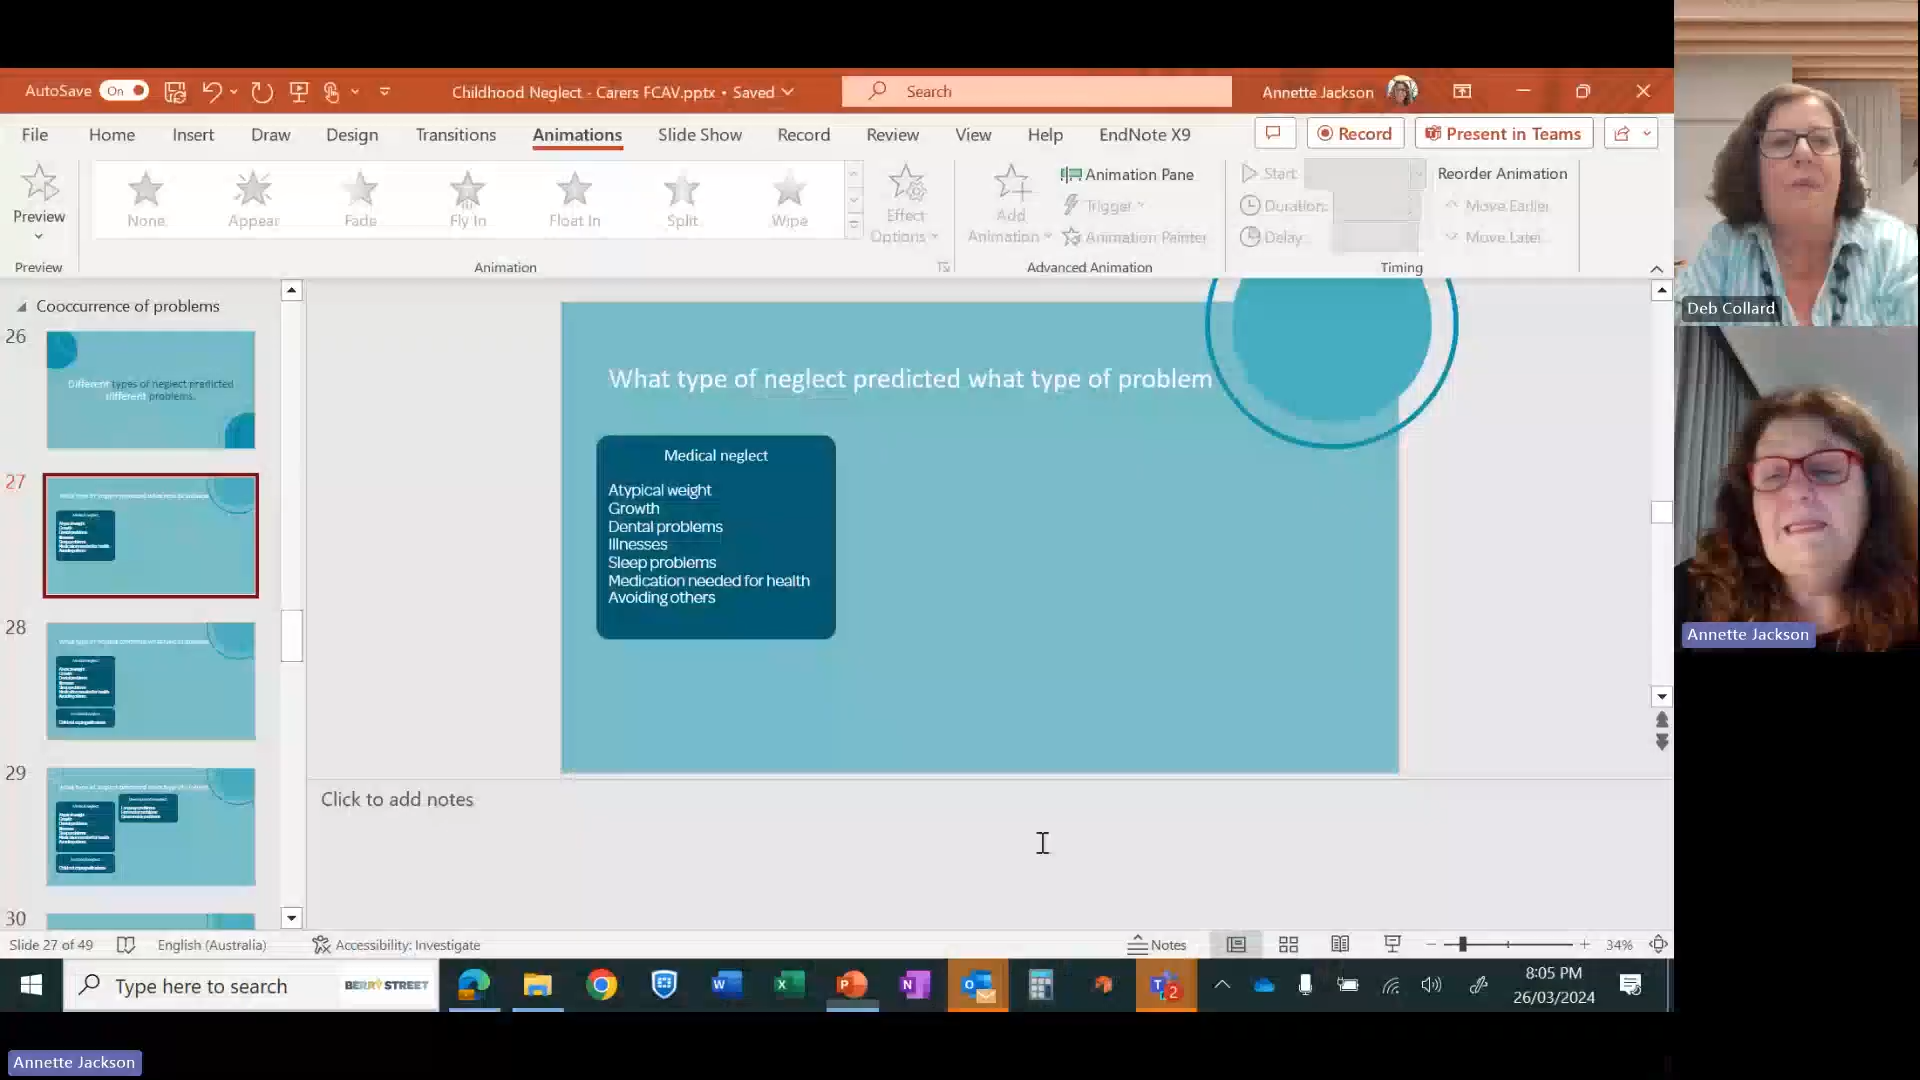 AutoSave On
Childhood Neglect - Carers FCAV.pptx • Saved
Search
Annette Jackson
File Home Insert Draw Design Transitions Animations Slide Show Record Review View Help EndNote X9
Record
Present in Teams
Preview
Preview
None Appear Fade Fly In Float In Split Wipe
Animation
Effect
Options
Add
Animation
Animation Pane
Trigger
Animation Painter
Advanced Animation
Start:
Duration:
Delay:
Timing
Reorder Animation
Move Earlier
Move Later
Cooccurrence of problems
26
Different types of neglect predicted
different problems.
27
28
29
30
What type of neglect predicted what type of problem
Medical neglect
Atypical weight
Growth
Dental problems
Illnesses
Sleep problems
Medication needed for health
Avoiding others
Click to add notes
Slide 27 of 49
English (Australia)
Accessibility: Investigate
Notes
34%
Type here to search
BERRY STREET
2
8:05 PM
26/03/2024
Deb Collard
Annette Jackson
Annette Jackson